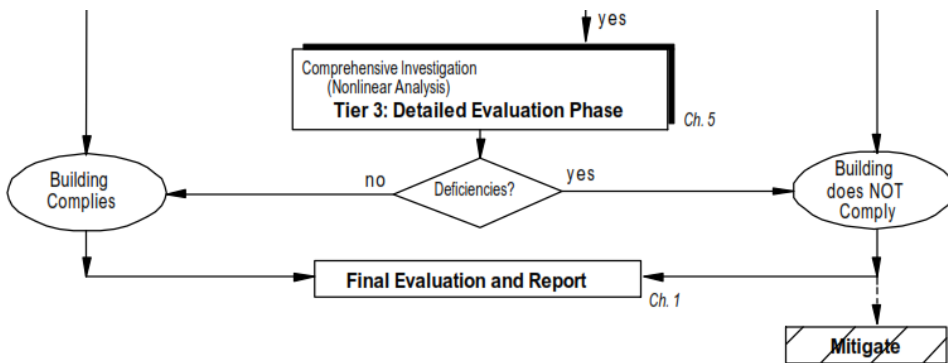 yes
Comprehensive Investigation
(Nonlinear Analysis)
Tier 3: Detailed Evaluation Phase
Ch. 5
Building
Complies
no
Deficiencies?
yes
Building
does NOT
Comply
Final Evaluation and Report
Ch. 1
Mitigate